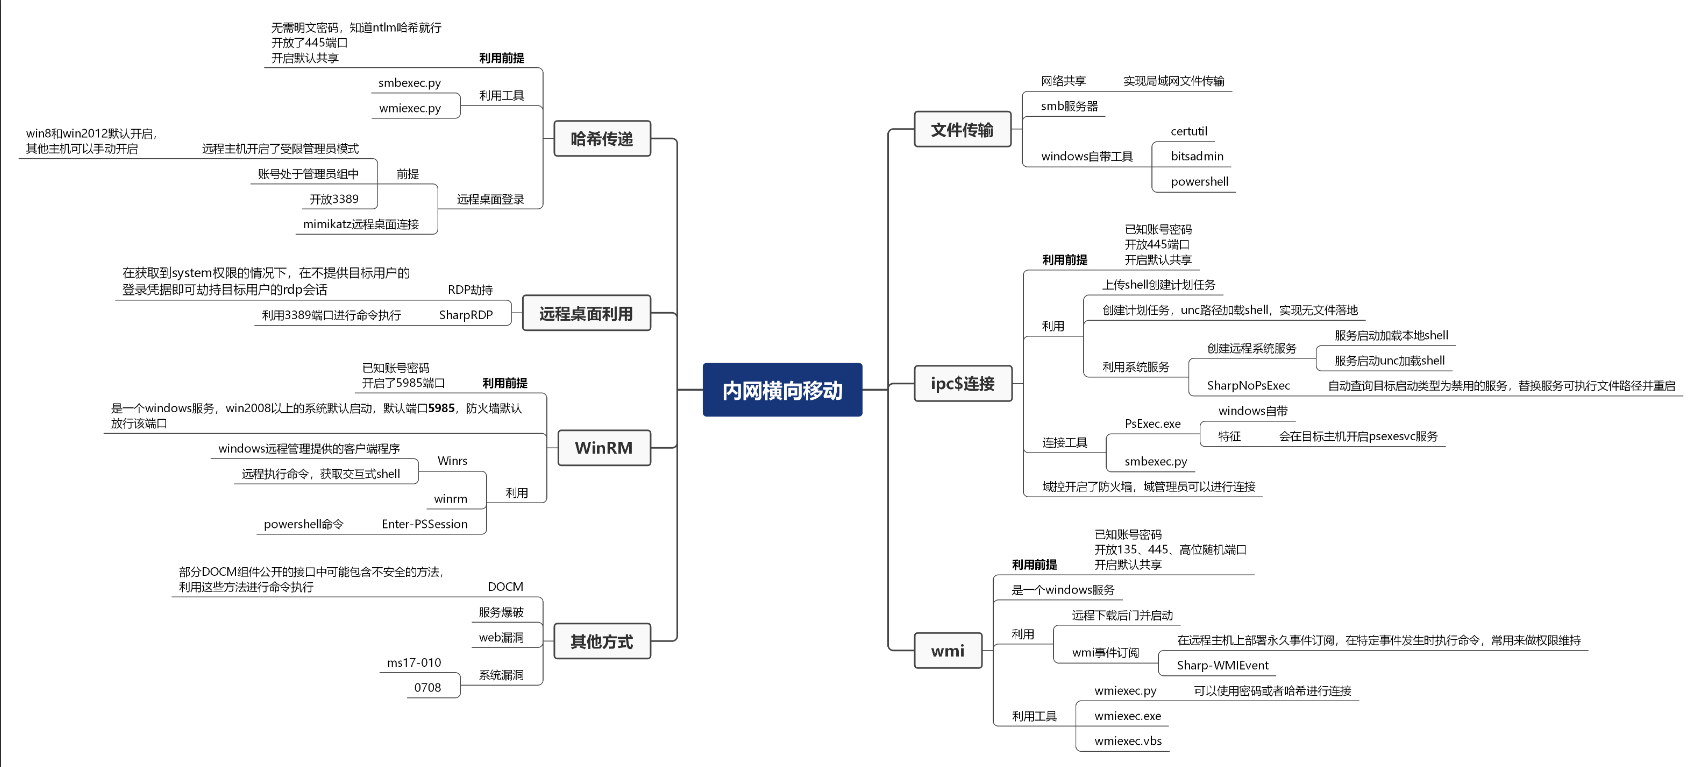 内网横向移动
哈希传递
利用前提
无需明文密码，知道ntlm哈希就行
开放了445端口
开启默认共享
利用工具
smbexec.py
wmiexec.py
远程桌面登录
前提
远程主机开启了受限管理员模式
win8和win2012默认开启，
其他主机可以手动开启
账号处于管理员组中
开放3389
mimikatz远程桌面连接
远程桌面利用
RDP劫持
在获取到system权限的情况下，在不提供目标用户的
登录凭据即可劫持目标用户的rdp会话
SharpRDP
利用3389端口进行命令执行
WinRM
利用前提
已知账号密码
开启了5985端口
是一个windows服务，win2008以上的系统默认启动，默认端口5985，防火墙默认
放行该端口
利用
Winrs
windows远程管理提供的客户端程序
远程执行命令，获取交互式shell
winrm
Enter-PSSession
powershell命令
其他方式
DOCM
部分DOCM组件公开的接口中可能包含不安全的方法，
利用这些方法进行命令执行
服务爆破
web漏洞
系统漏洞
ms17-010
0708
文件传输
网络共享
实现局域网文件传输
smb服务器
windows自带工具
certutil
bitsadmin
powershell
ipc$连接
利用前提
已知账号密码
开放445端口
开启默认共享
利用
上传shell创建计划任务
创建计划任务，unc路径加载shell，实现无文件落地
利用系统服务
创建远程系统服务
服务启动加载本地shell
服务启动unc加载shell
SharpNoPsExec
自动查询目标启动类型为禁用的服务，替换服务可执行文件路径并重启
连接工具
PsExec.exe
windows自带
特征
会在目标主机开启psexesvc服务
smbexec.py
域控开启了防火墙，域管理员可以进行连接
wmi
利用前提
已知账号密码
开放135、445、高位随机端口
开启默认共享
是一个windows服务
利用
远程下载后门并启动
wmi事件订阅
在远程主机上部署永久事件订阅，在特定事件发生时执行命令，常用来做权限维持
Sharp-WMIEvent
利用工具
wmiexec.py
可以使用密码或者哈希进行连接
wmiexec.exe
wmiexec.vbs